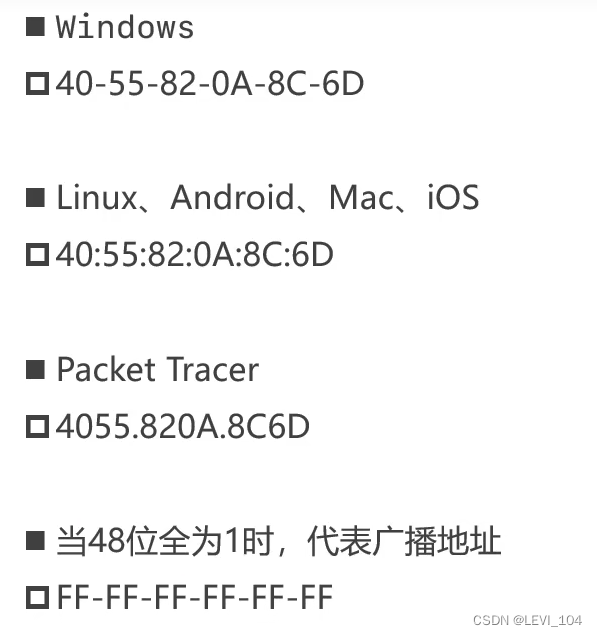 ■ Windows
□ 40-55-82-0A-8C-6D
■ Linux、Android、Mac、iOS
□ 40:55:82:0A:8C:6D
■ Packet Tracer
□ 4055.820A.8C6D
■ 当48位全为1时，代表广播地址
□ FF-FF-FF-FF-FF-FF
CSDN @LEVI_104